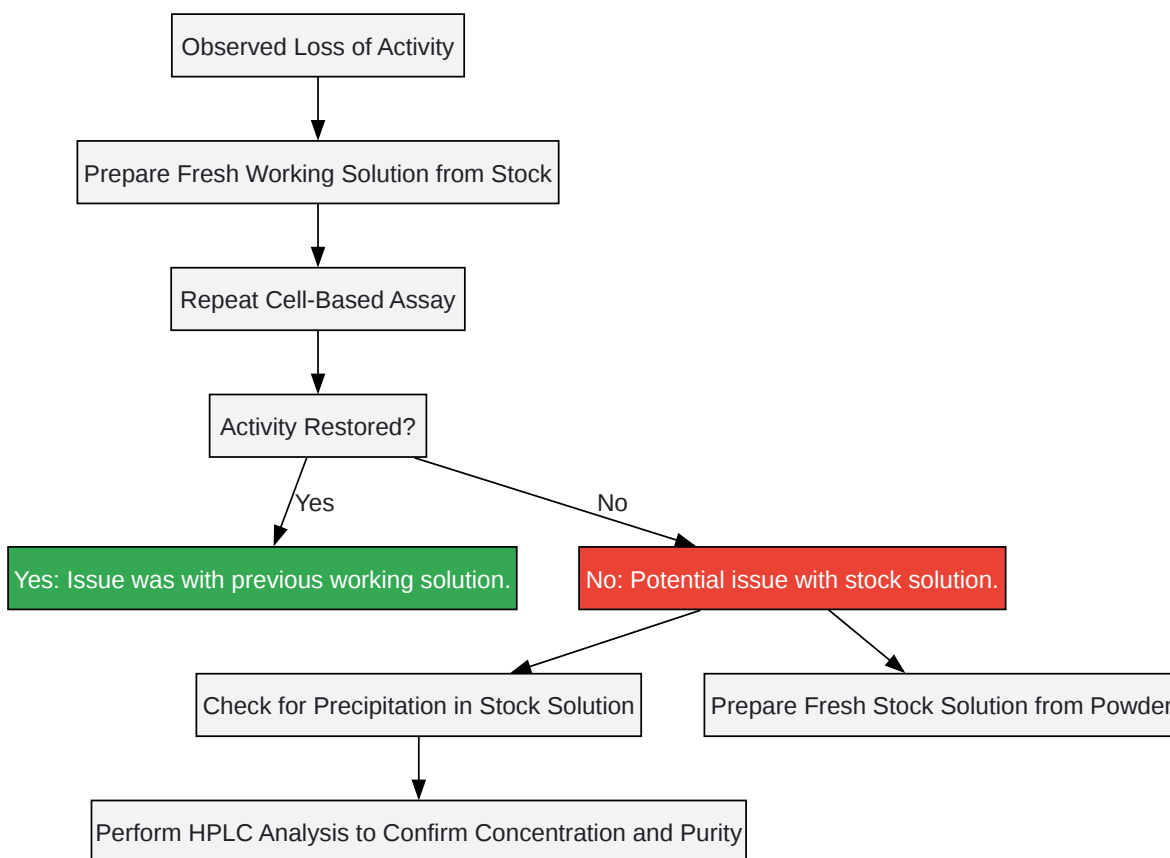 Observed Loss of Activity
Prepare Fresh Working Solution from Stock
Repeat Cell-Based Assay
Activity Restored?
Yes
No
Yes: Issue was with previous working solution.
No: Potential issue with stock solution.
Check for Precipitation in Stock Solution
Prepare Fresh Stock Solution from Powder
Perform HPLC Analysis to Confirm Concentration and Purity